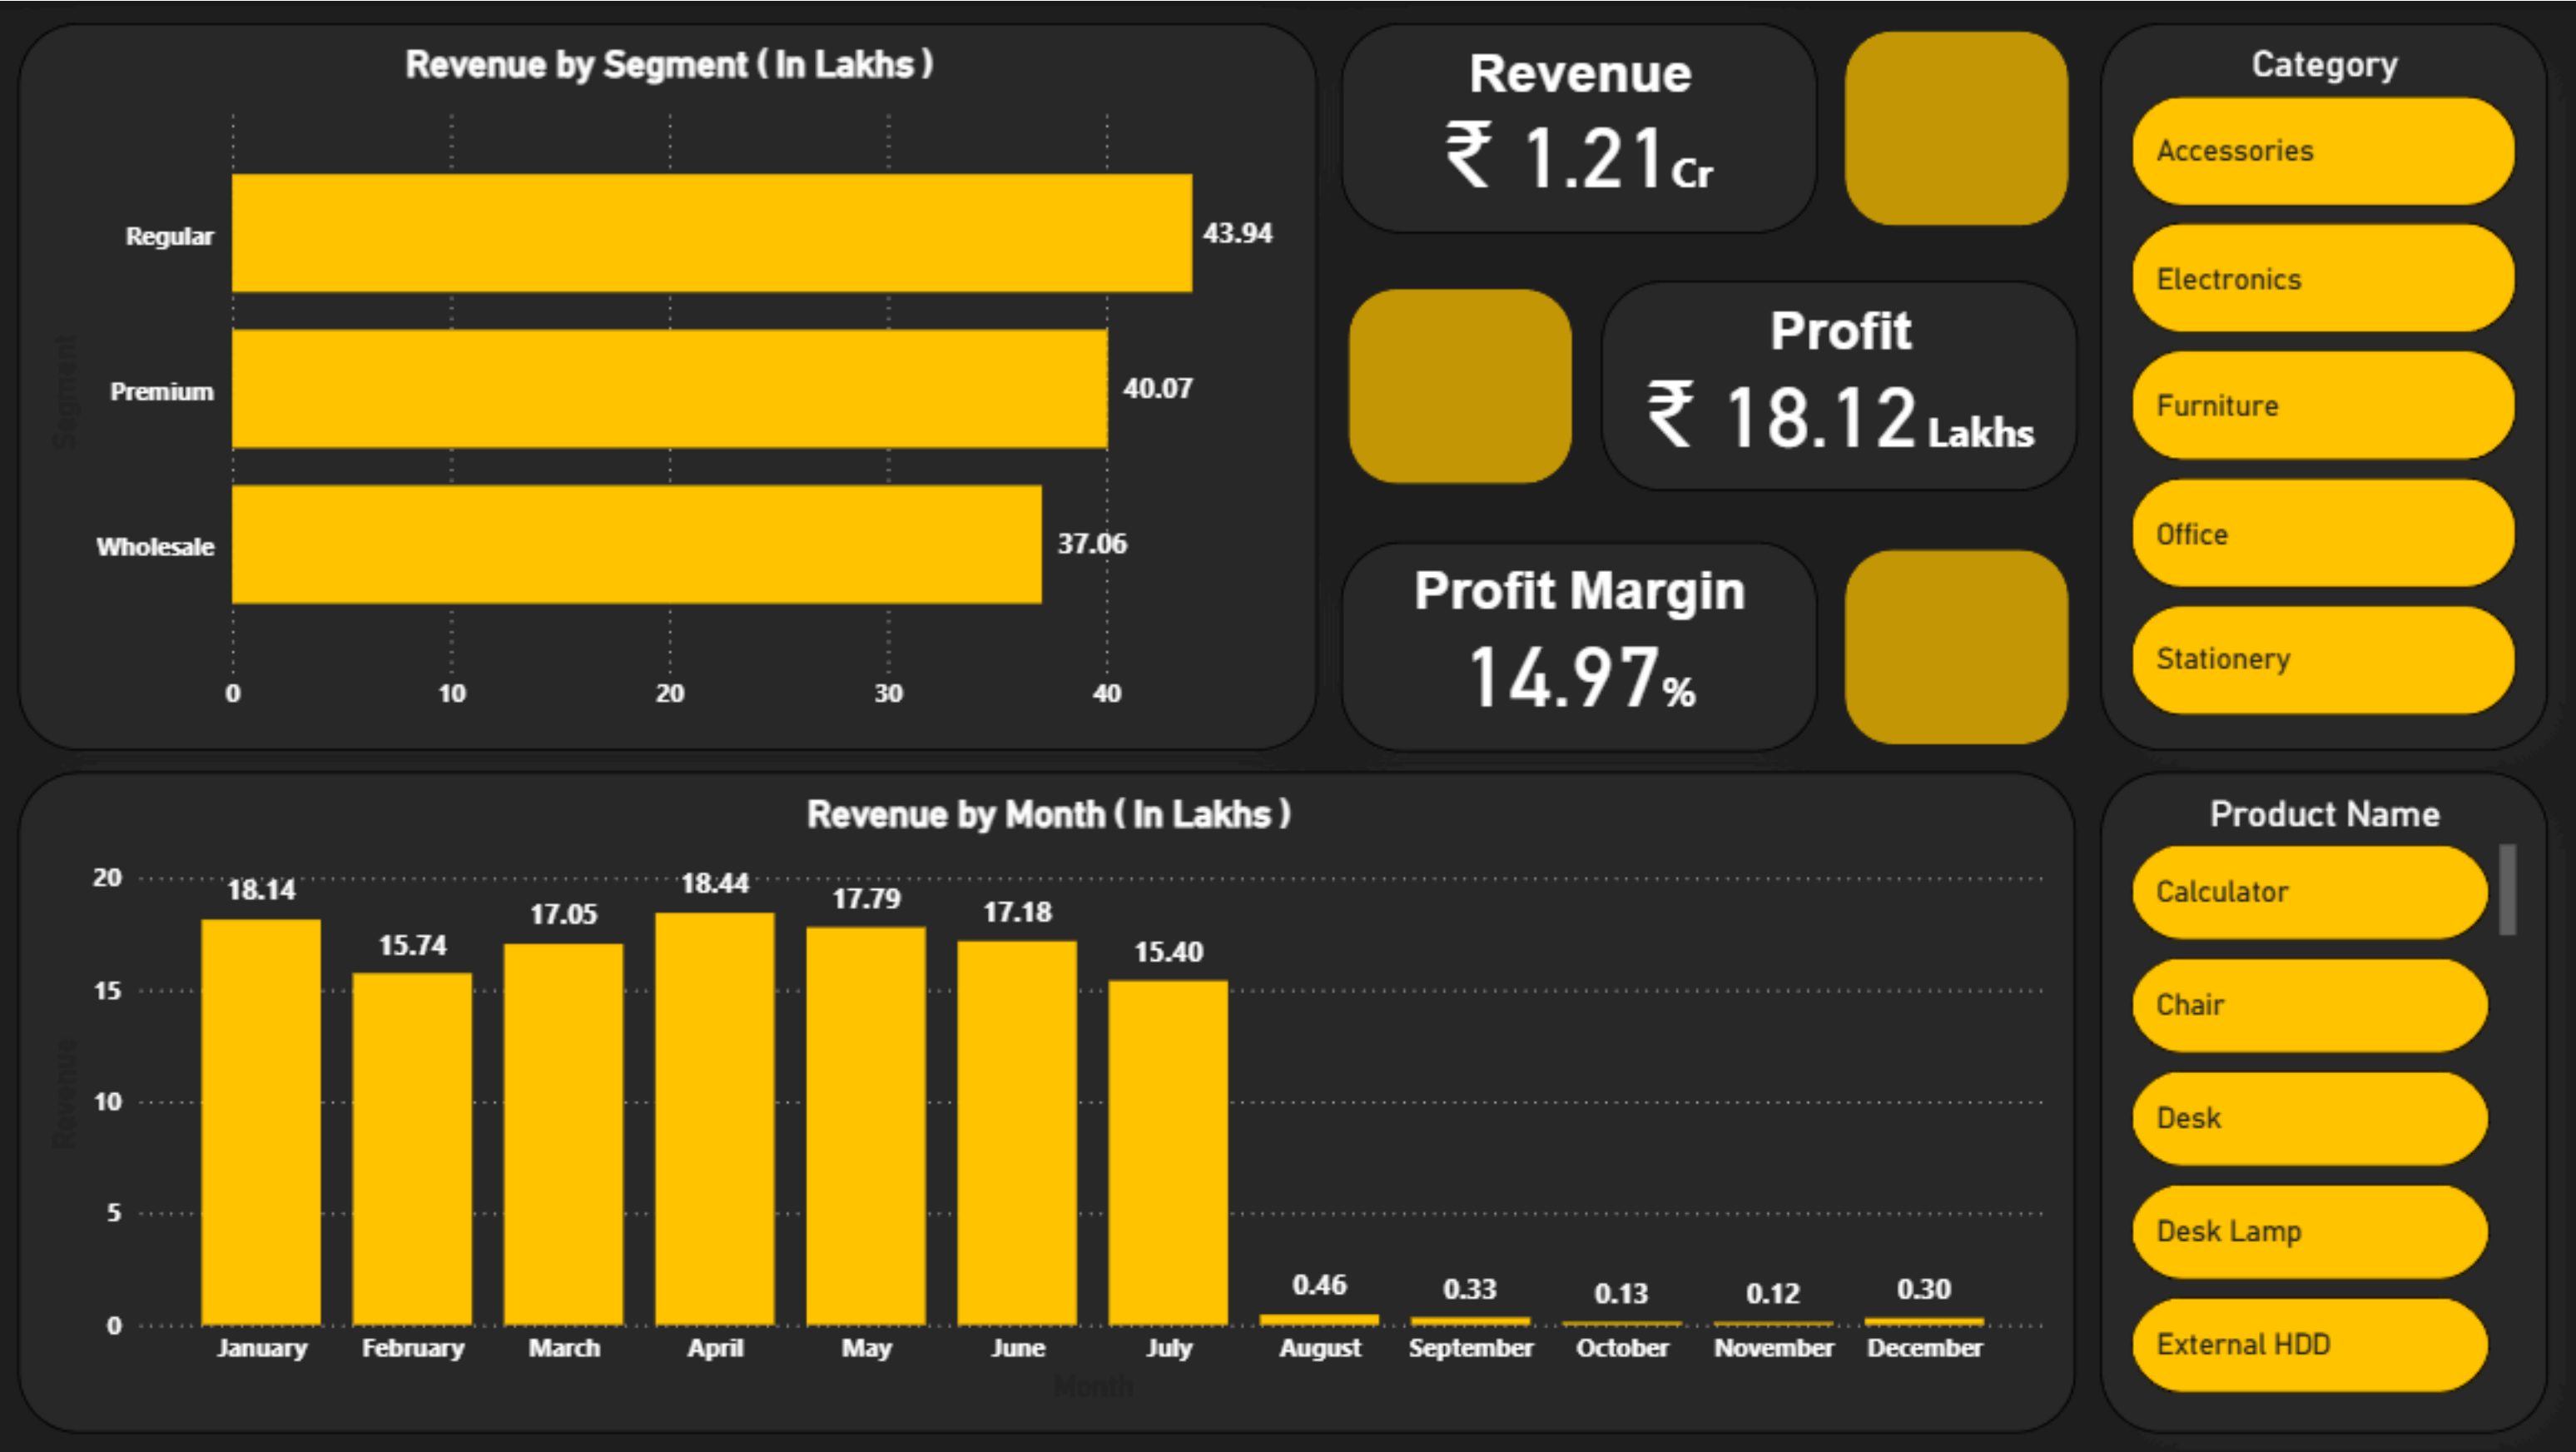 Revenue by Segment ( In Lakhs )
Segment
Regular
43.94
Premium
40.07
Wholesale
37.06
0 10 20 30 40
Revenue
₹ 1.21Cr
Profit
₹ 18.12 Lakhs
Profit Margin
14.97%
Category
Accessories
Electronics
Furniture
Office
Stationery
Revenue by Month ( In Lakhs )
Revenue
20
15
10
5
0
18.14 15.74 17.05 18.44 17.79 17.18 15.40 0.46 0.33 0.13 0.12 0.30
January February March April May June July August September October November December
Month
Product Name
Calculator
Chair
Desk
Desk Lamp
External HDD